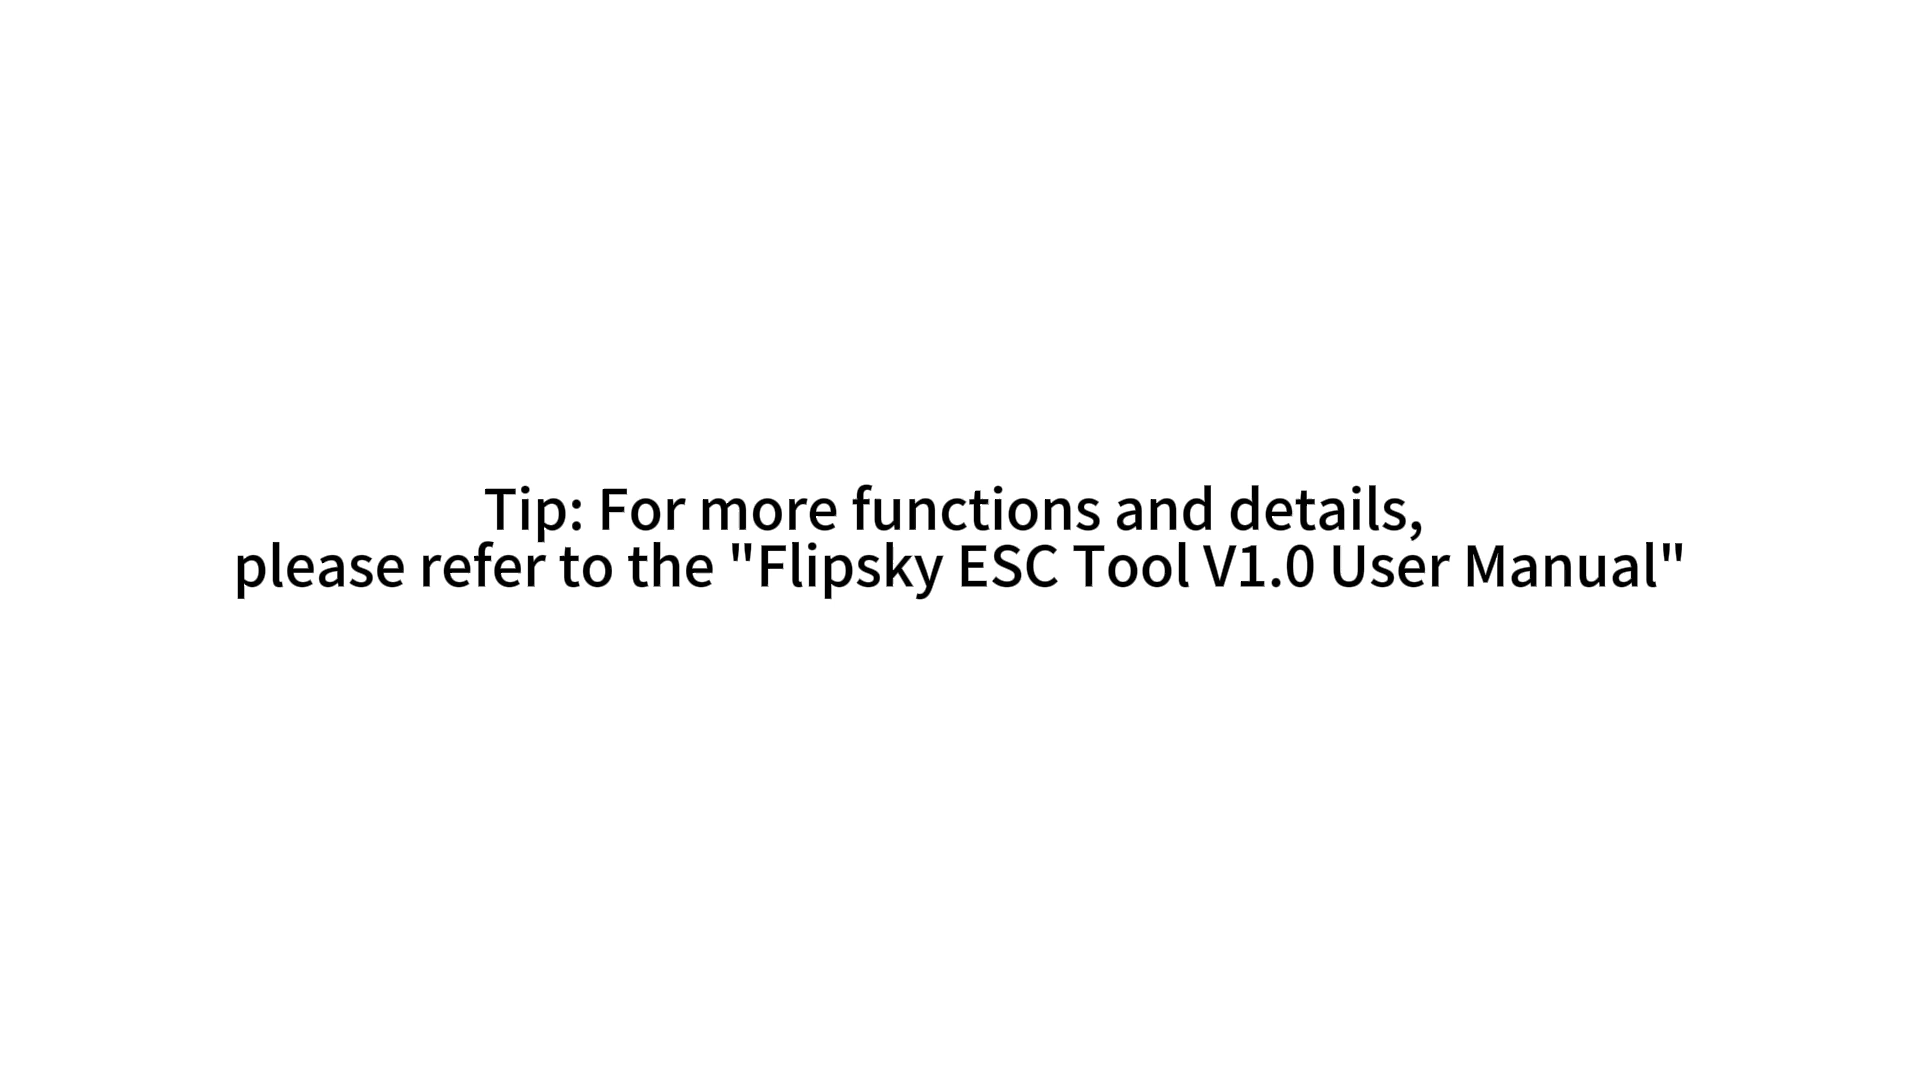 Tip: For more functions and details,
please refer to the "Flipsky ESC Tool V1.0 User Manual"